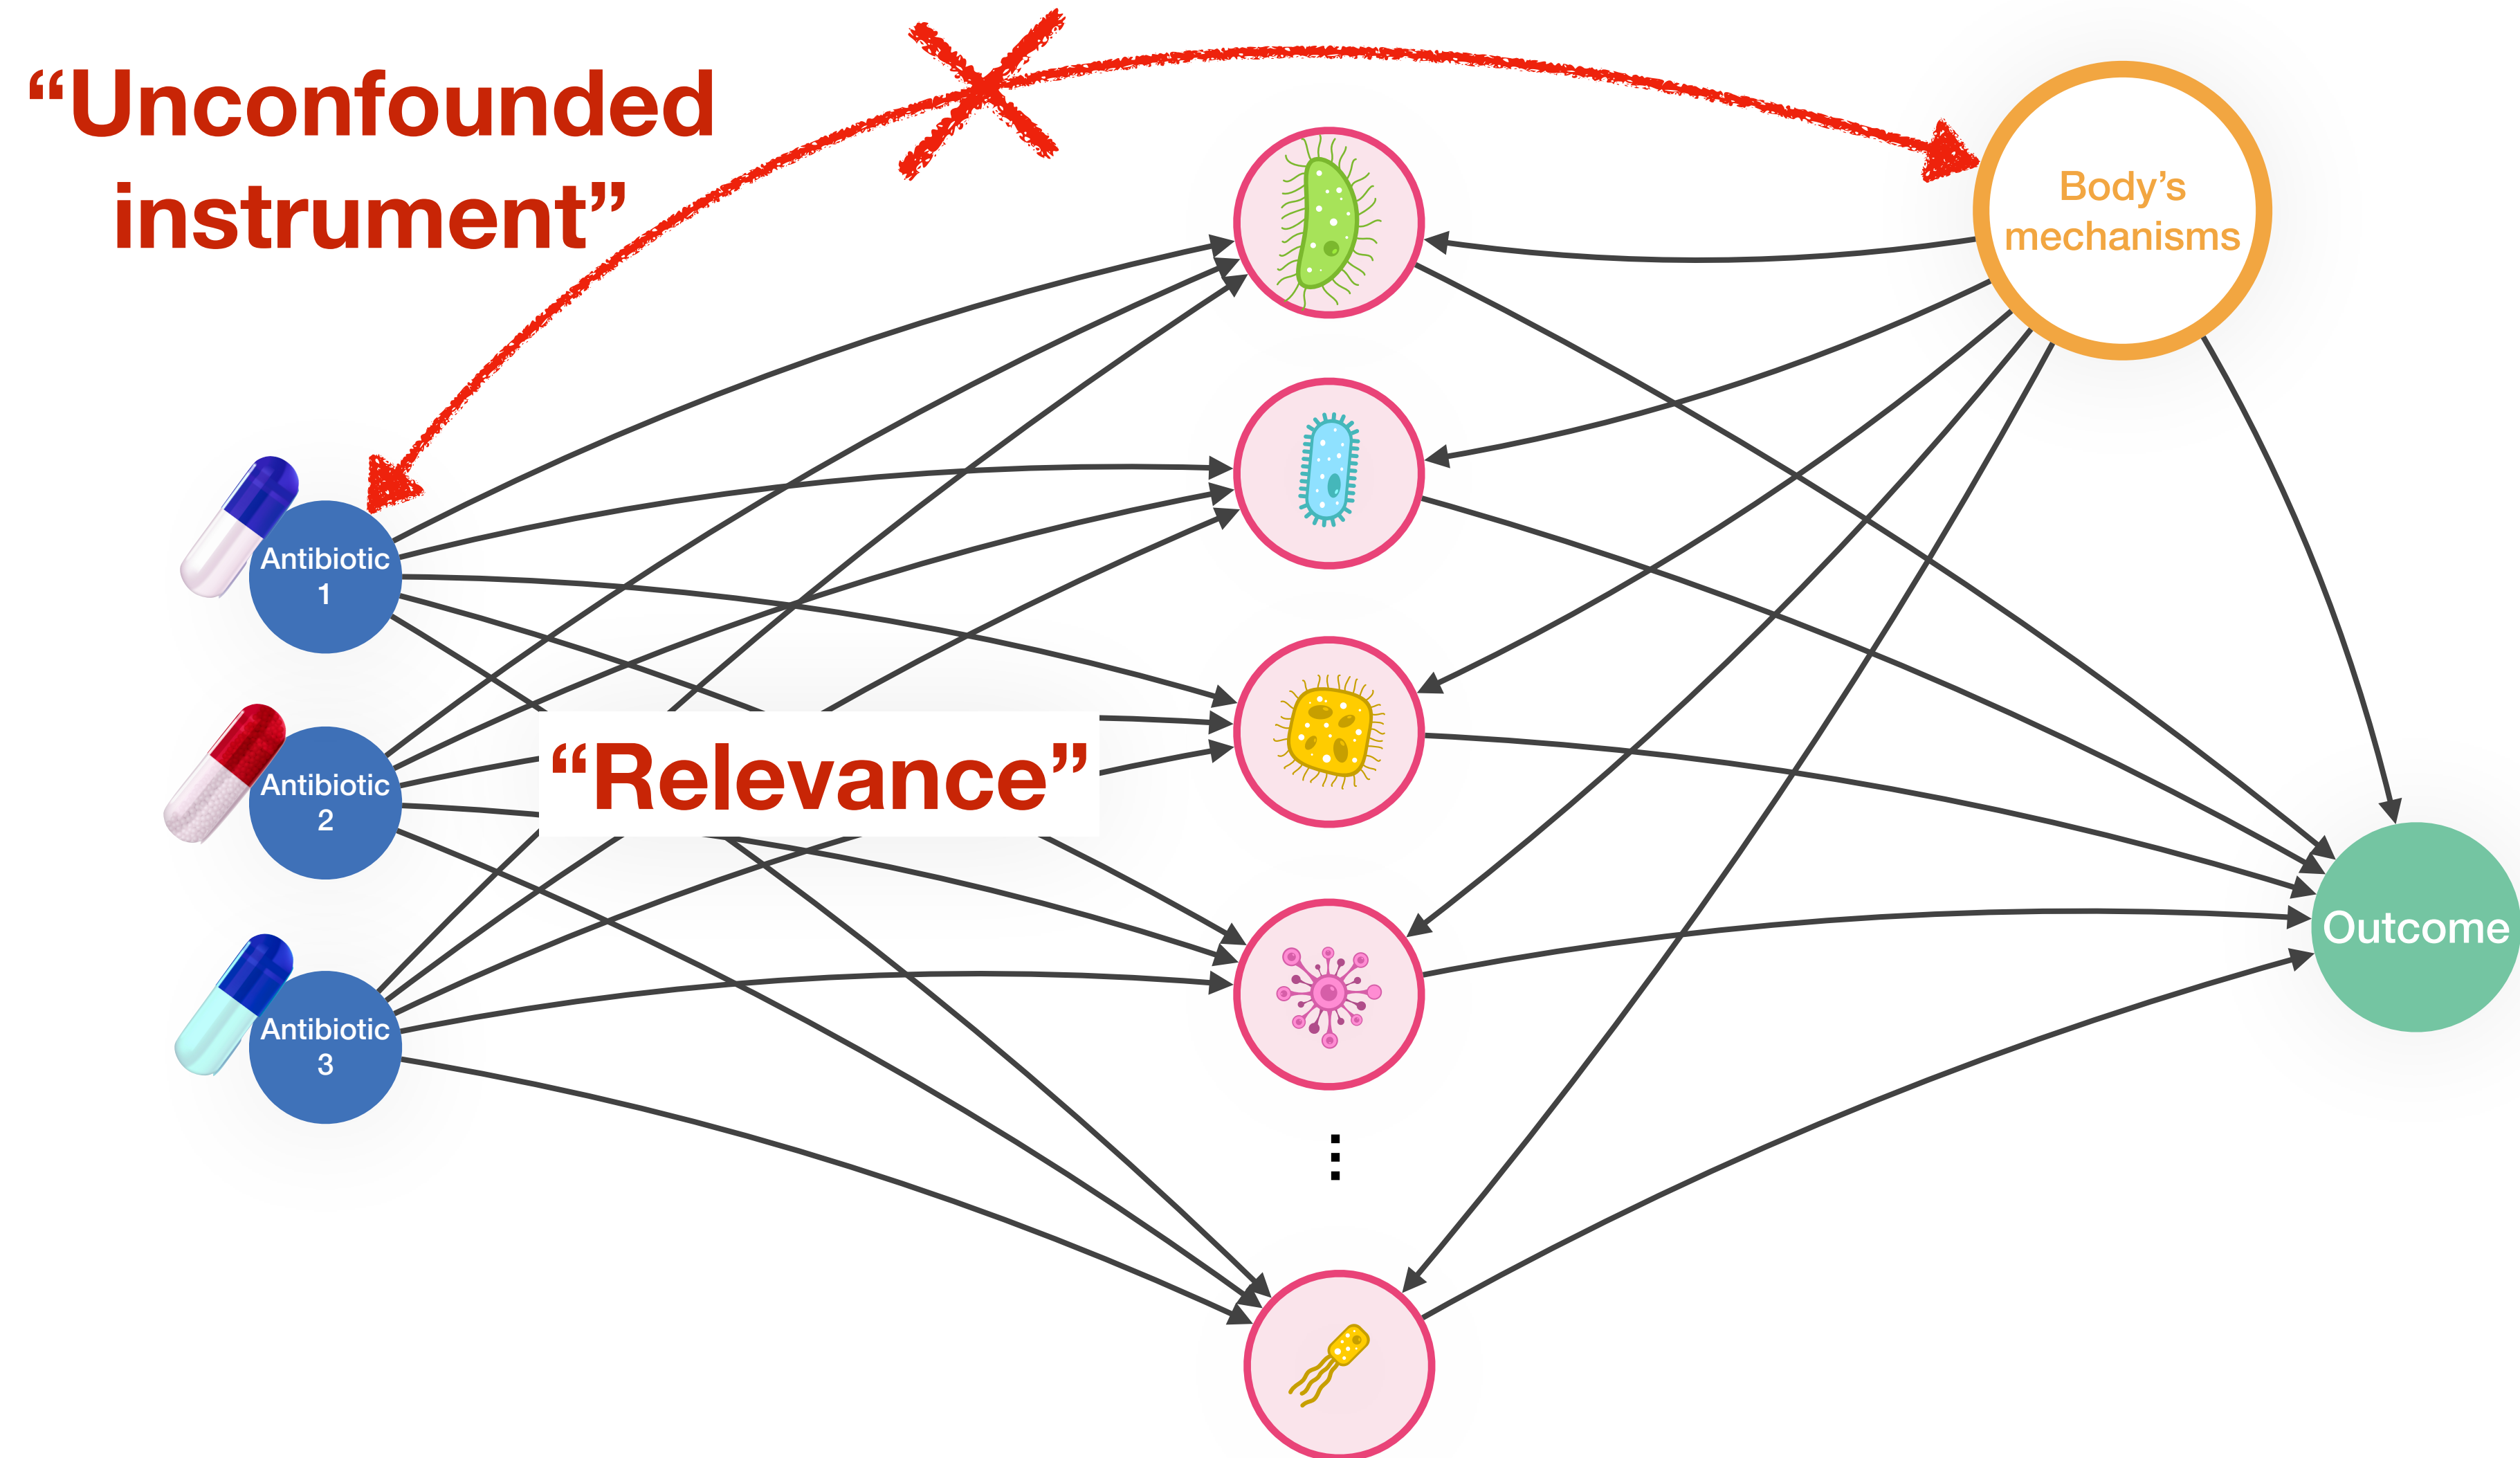 “Unconfounded
instrument”
Body’s
mechanisms
Antibiotic
1
Antibiotic
2
“Relevance”
Outcome
Antibiotic
3
⋮